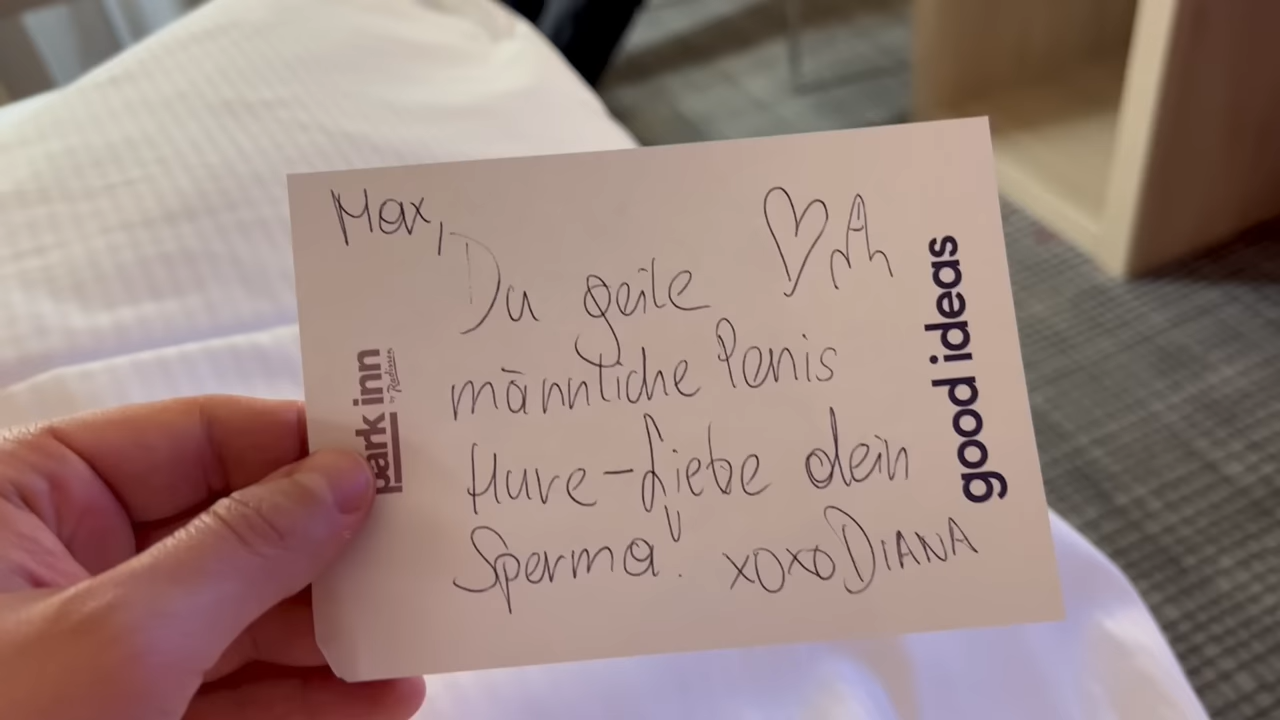 Max,
Du geile
männliche Penis
Hure-Liebe dein
Sperma! xoxo DIANA
park inn
by Radisson
good ideas